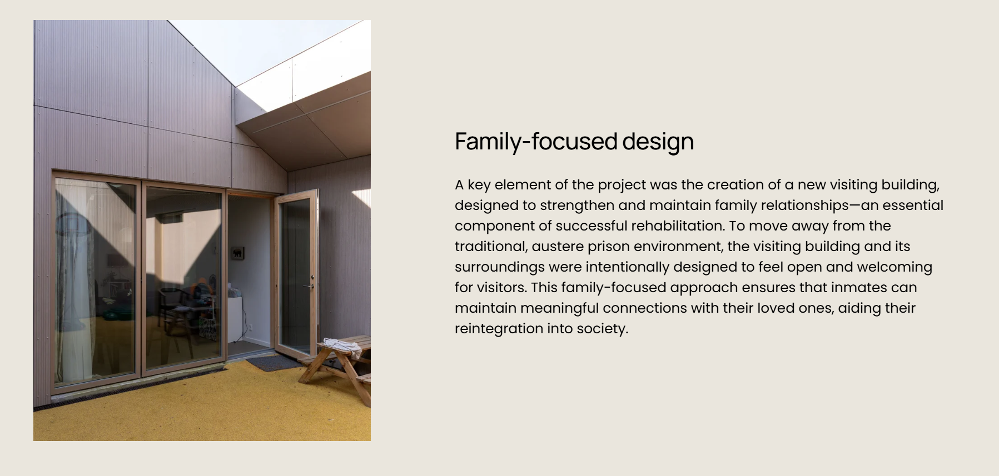 Family-focused design
A key element of the project was the creation of a new visiting building,
designed to strengthen and maintain family relationships—an essential
component of successful rehabilitation. To move away from the
traditional, austere prison environment, the visiting building and its
surroundings were intentionally designed to feel open and welcoming
for visitors. This family-focused approach ensures that inmates can
maintain meaningful connections with their loved ones, aiding their
reintegration into society.